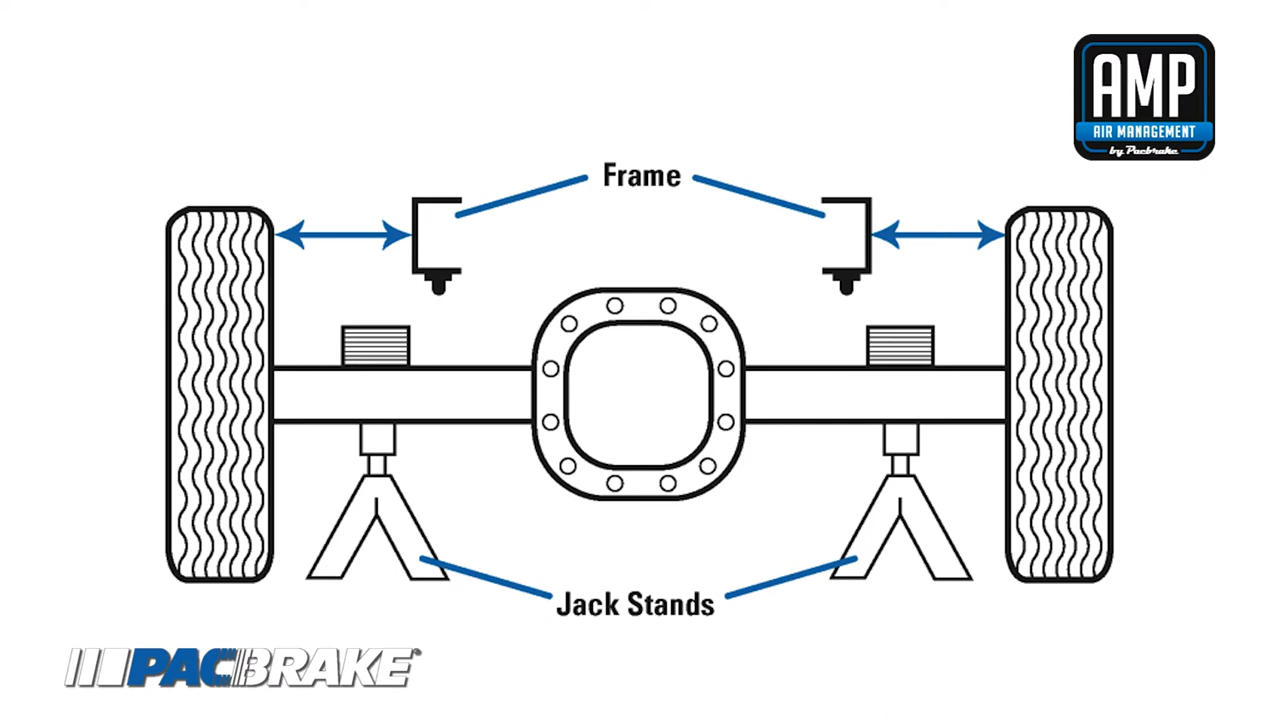 AMP
AIR MANAGEMENT
by Pacbrake
Frame
Jack Stands
PACBRAKE®